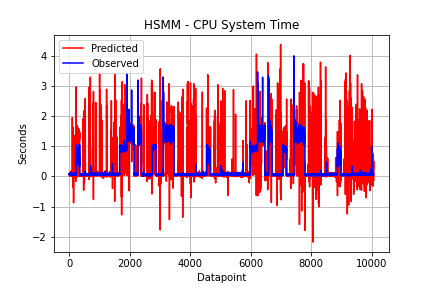 HSMM - CPU System Time
Predicted
Observed
Seconds
4
3
2
1
0
−1
−2
0 2000 4000 6000 8000 10000
Datapoint